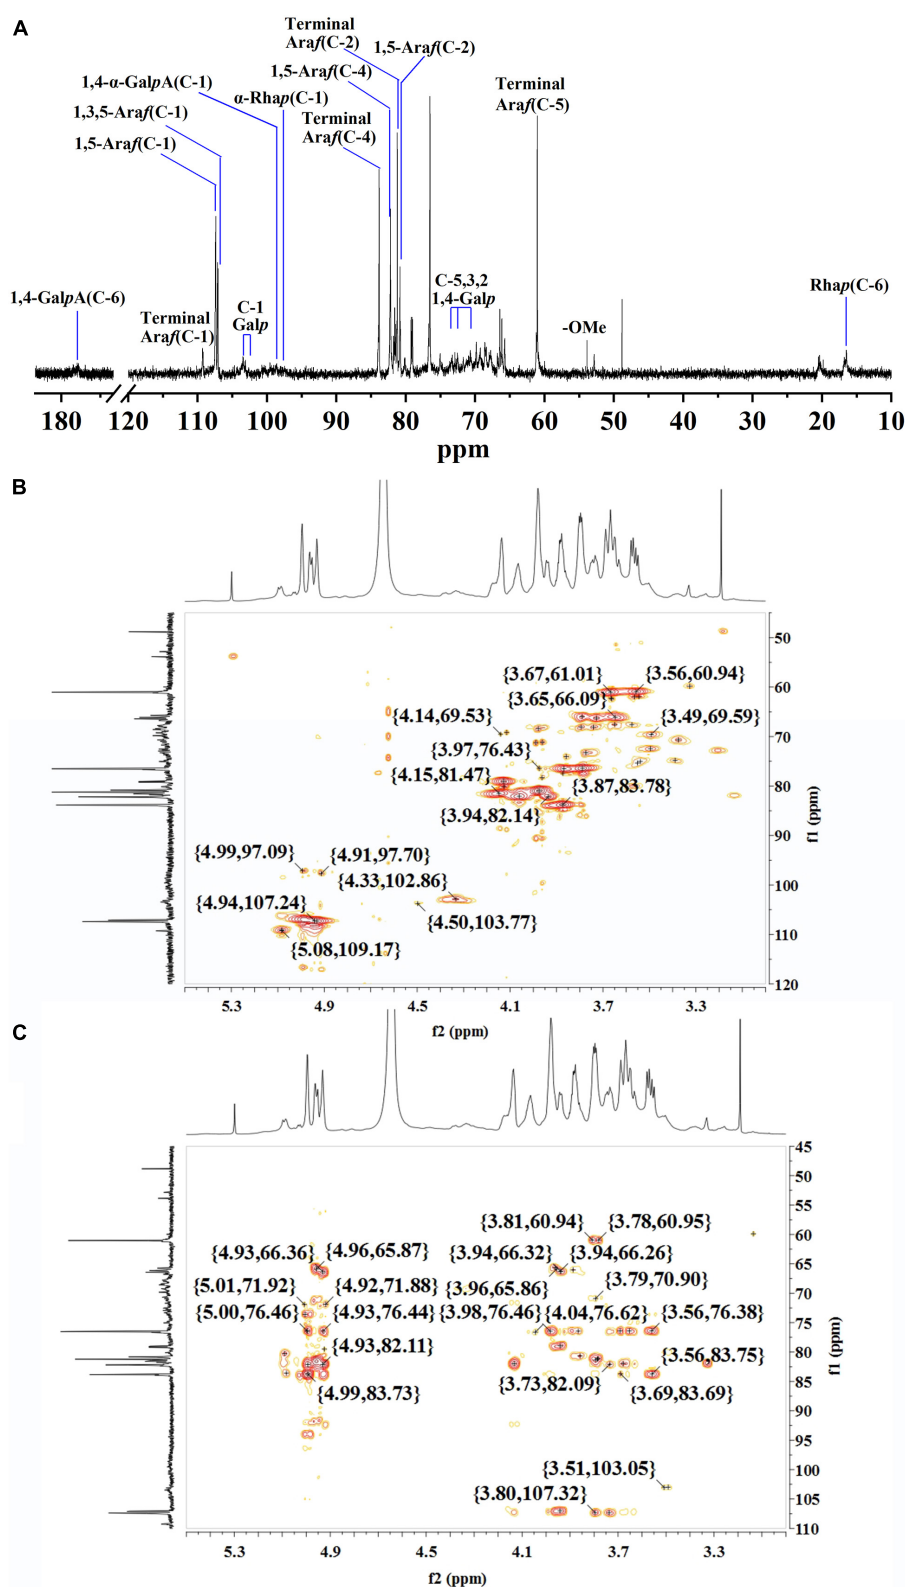 A
Terminal
Araf(C-2)
1,5-Araf(C-2)
1,5-Araf(C-4)
1,4-α-GalpA(C-1)
α-Rhap(C-1)
Terminal
Araf(C-5)
1,3,5-Araf(C-1)
Terminal
Araf(C-4)
1,5-Araf(C-1)
C-5,3,2
1,4-Galp
Rhap(C-6)
1,4-GalpA(C-6)
C-1
Galp
Terminal
Araf(C-1)
-OMe
180 120 110 100 90 80 70 60 50 40 30 20 10
ppm
B
50
{3.67,61.01} {3.56,60.94}
60
{3.65,66.09}
{4.14,69.53} {3.49,69.59}
70
{3.97,76.43}
{4.15,81.47} {3.87,83.78}
80
{3.94,82.14}
f1 (ppm)
90
{4.99,97.09} {4.91,97.70}
{4.33,102.86}
100
{4.94,107.24}
{4.50,103.77}
110
{5.08,109.17}
120
5.3 4.9 4.5 4.1 3.7 3.3
f2 (ppm)
C
45
50
55
{3.81,60.94} {3.78,60.95}
60
{4.93,66.36} {4.96,65.87} {3.94,66.32} {3.94,66.26}
65
{5.01,71.92} {4.92,71.88} {3.96,65.86} {3.79,70.90}
70
{5.00,76.46} {4.93,76.44} {3.98,76.46} {4.04,76.62} {3.56,76.38}
75
{4.93,82.11} {3.56,83.75}
80
{3.73,82.09}
{4.99,83.73} {3.69,83.69}
85
f1 (ppm)
90
95
{3.51,103.05}
100
{3.80,107.32}
105
110
5.3 4.9 4.5 4.1 3.7 3.3
f2 (ppm)